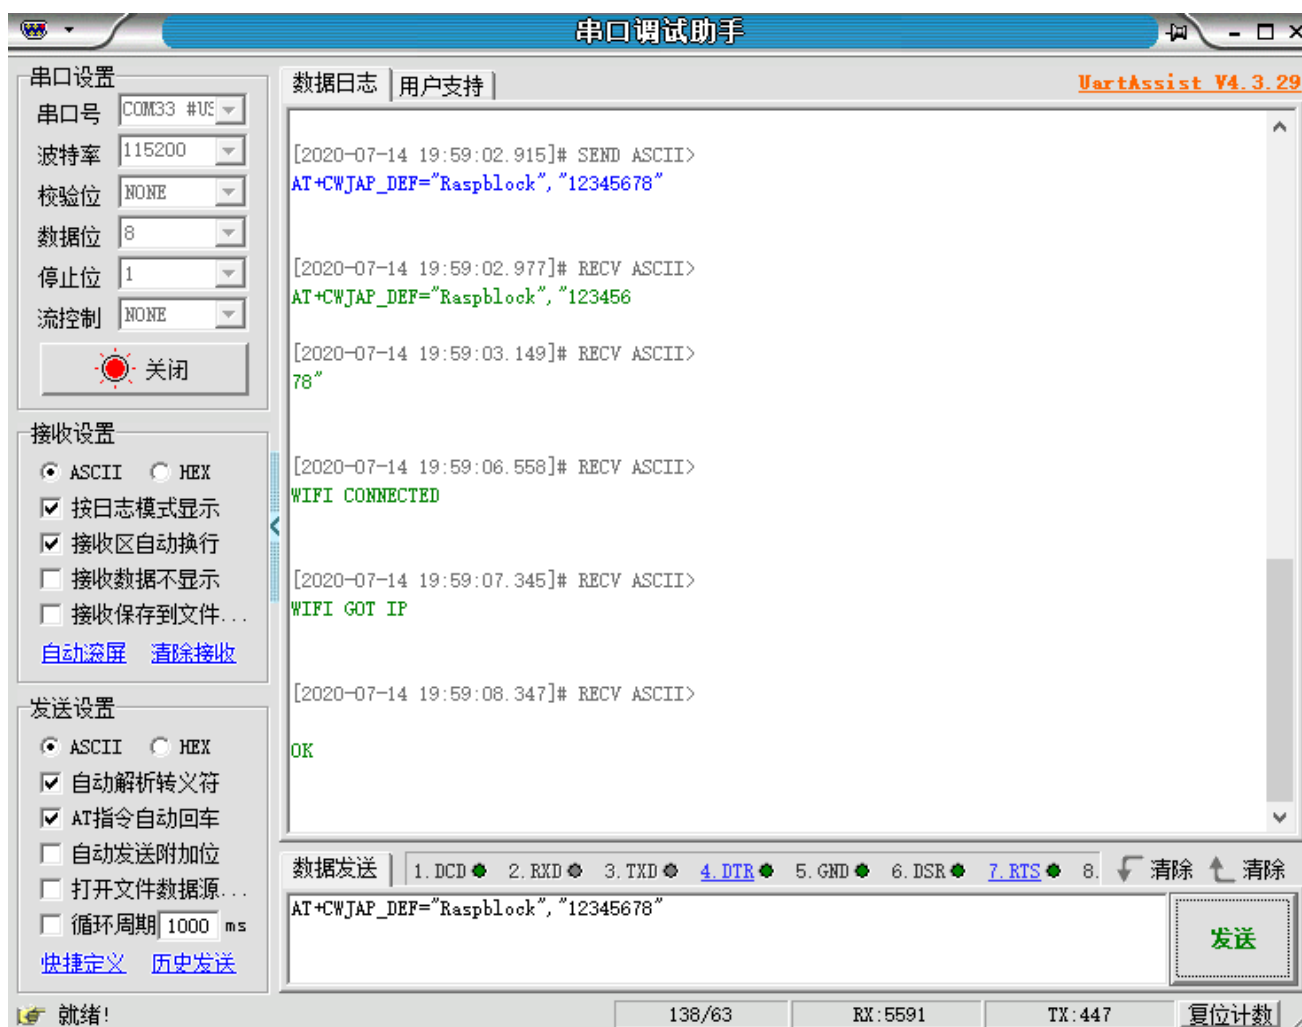 串口调试助手
串口设置
串口号 COM33 #US
波特率 115200
校验位 NONE
数据位 8
停止位 1
流控制 NONE
关闭
接收设置
ASCII HEX
按日志模式显示
接收区自动换行
接收数据不显示
接收保存到文件...
自动滚屏 清除接收
发送设置
ASCII HEX
自动解析转义符
AT指令自动回车
自动发送附加位
打开文件数据源...
循环周期 1000 ms
快捷定义 历史发送
数据日志 用户支持 UartAssist V4.3.29
[2020-07-14 19:59:02.915]# SEND ASCII>
AT+CWJAP_DEF="Raspblock","12345678"
[2020-07-14 19:59:02.977]# RECV ASCII>
AT+CWJAP_DEF="Raspblock","123456
[2020-07-14 19:59:03.149]# RECV ASCII>
78"
[2020-07-14 19:59:06.558]# RECV ASCII>
WIFI CONNECTED
[2020-07-14 19:59:07.345]# RECV ASCII>
WIFI GOT IP
[2020-07-14 19:59:08.347]# RECV ASCII>
OK
数据发送 1.DCD 2.RXD 3.TXD 4.DTR 5.GND 6.DSR 7.RTS 8. 清除 清除
AT+CWJAP_DEF="Raspblock","12345678"
发送
就绪! 138/63 RX:5591 TX:447 复位计数